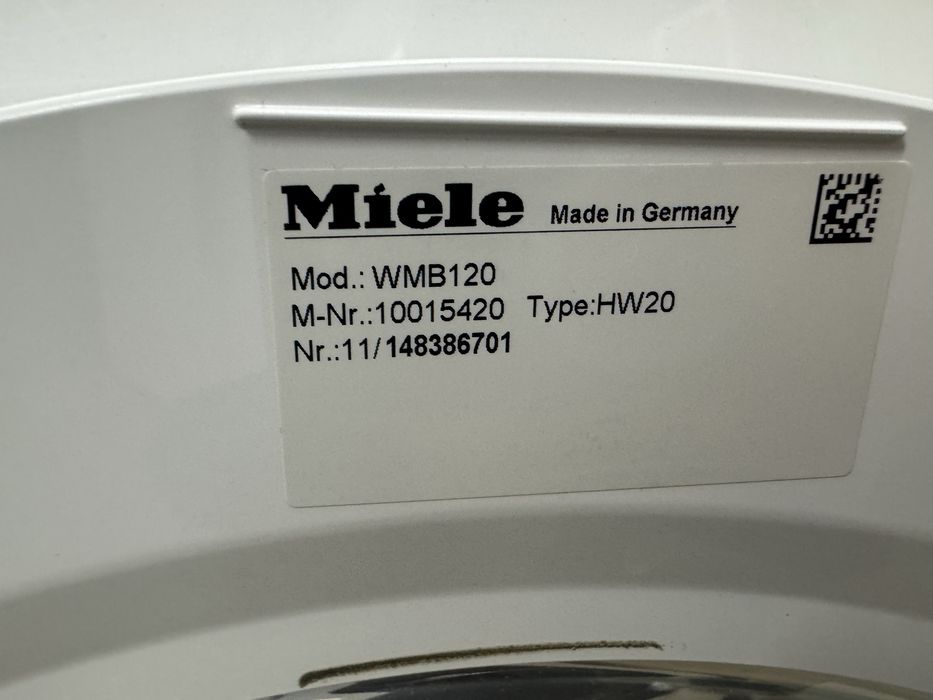 Miele Made in Germany
Mod.: WMB120
M-Nr.:10015420 Type:HW20
Nr.:11/148386701